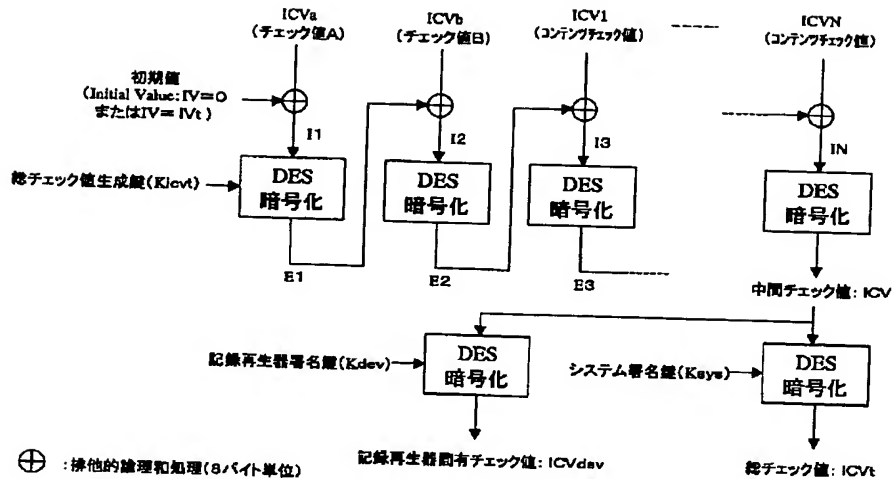 ICVa
(チェック値A)
ICVb
(チェック値B)
ICV1
(コンテンツチェック値)
ICVN
(コンテンツチェック値)
初期値
(Initial Value: IV=0
またはIV= IVt )
I1
I2
I3
IN
総チェック値生成鍵(Kicvt)
DES
暗号化
DES
暗号化
DES
暗号化
DES
暗号化
E1
E2
E3
中間チェック値: ICV
記録再生器署名鍵(Kdev)
DES
暗号化
システム署名鍵(Ksys)
DES
暗号化
:排他的論理和処理(8バイト単位)
記録再生器固有チェック値: ICVdev
総チェック値: ICVt